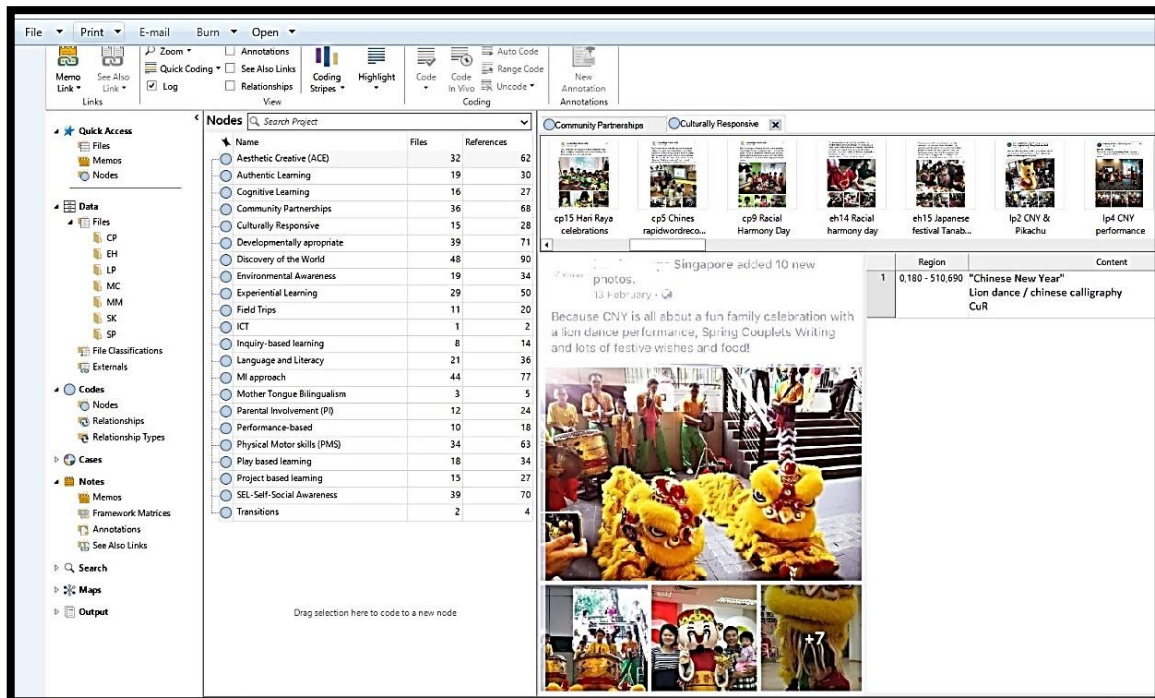 File Print E-mail Burn Open
Memo Link
See Also Link
Links
Zoom
Quick Coding
Log
Annotations
See Also Links
Relationships
View
Coding Stripes
Highlight
Code
Code In Vivo
Auto Code
Range Code
Uncode
Coding
New Annotation
Annotations
Quick Access
Files
Memos
Nodes
Data
Files
CP
EH
LP
MC
MM
SK
SP
File Classifications
Externals
Codes
Nodes
Relationships
Relationship Types
Cases
Notes
Memos
Framework Matrices
Annotations
See Also Links
Search
Maps
Output
Nodes Search Project
Name Files References
Aesthetic Creative (ACE) 32 62
Authentic Learning 19 30
Cognitive Learning 16 27
Community Partnerships 36 68
Culturally Responsive 15 28
Developmentally apropriate 39 71
Discovery of the World 48 90
Environmental Awareness 19 34
Experiential Learning 29 50
Field Trips 11 20
ICT 1 2
Inquiry-based learning 8 14
Language and Literacy 21 36
MI approach 44 77
Mother Tongue Bilingualism 3 5
Parental Involvement (PI) 12 24
Performance-based 10 18
Physical Motor skills (PMS) 34 63
Play based learning 18 34
Project based learning 15 27
SEL-Self-Social Awareness 39 70
Transitions 2 4
Drag selection here to code to a new node
Community Partnerships Culturally Responsive
cp15 Hari Raya celebrations
cp5 Chines rapidwordreco...
cp9 Racial Harmony Day
eh14 Racial harmony day
eh15 Japanese festival Tanab...
lp2 CNY & Pikachu
lp4 CNY performance
Singapore added 10 new
photos.
13 February
Because CNY is all about a fun family celebration with
a lion dance performance, Spring Couplets Writing
and lots of festive wishes and food!
+7
Region Content
1 0,180 - 510,690 "Chinese New Year"
Lion dance / chinese calligraphy
CuR